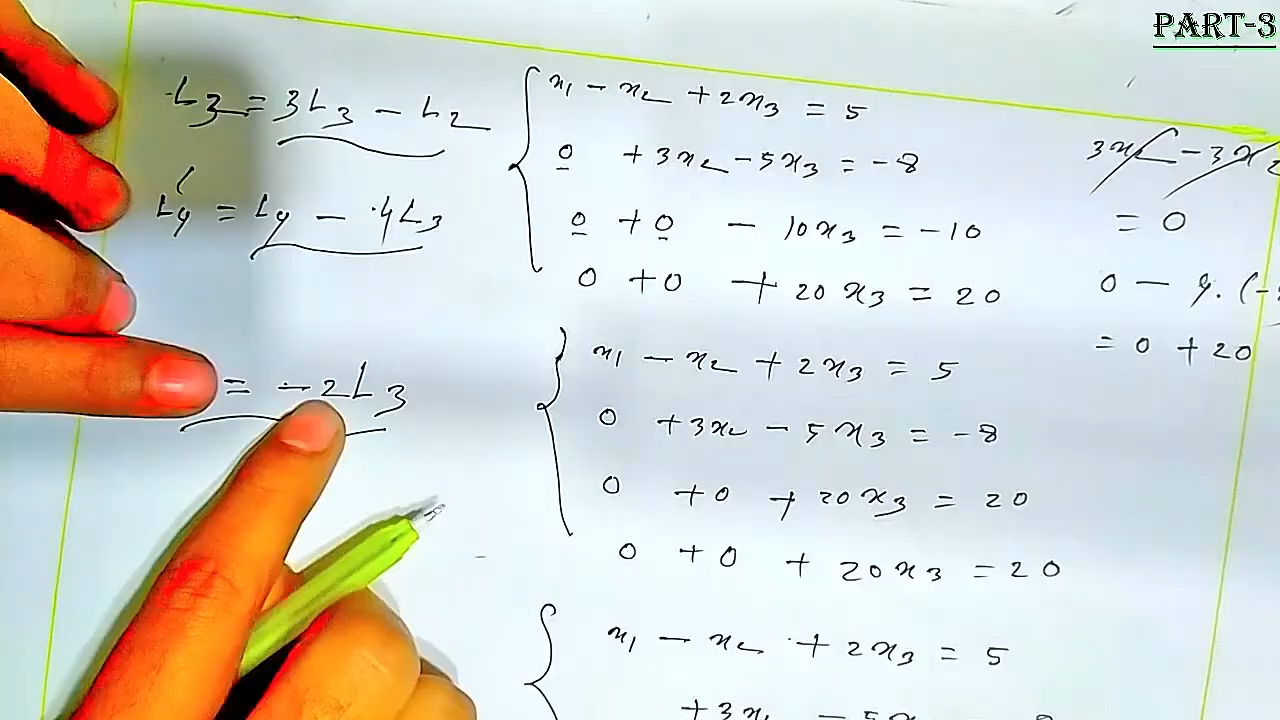 PART-3
L3 = 3L3 - L2
L4' = L4 - 4L3
x1 - x2 + 2x3 = 5
0 + 3x2 - 5x3 = -8
0 + 0 - 10x3 = -10
0 + 0 + 20x3 = 20
= 0
= 0 + 20
= -2L3
x1 - x2 + 2x3 = 5
0 + 3x2 - 5x3 = -8
0 + 0 + 20x3 = 20
0 + 0 + 20x3 = 20
x1 - x2 + 2x3 = 5